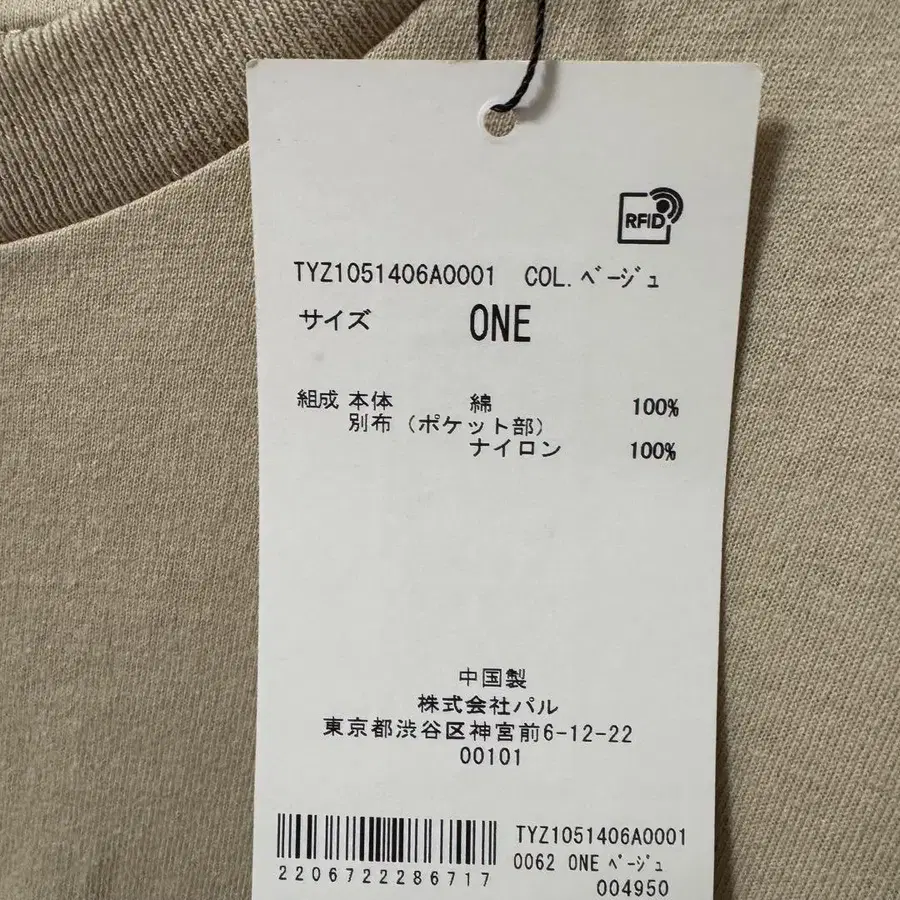 RFID
TYZ1051406A0001 COL.ﾍﾞｰｼﾞｭ
サイズ ONE
組成 本体 綿 100%
別布 (ポケット部)
ナイロン 100%
中国製
株式会社パル
東京都渋谷区神宮前6-12-22
00101
TYZ1051406A0001
0062 ONE ﾍﾞｰｼﾞｭ
2206722286717
004950